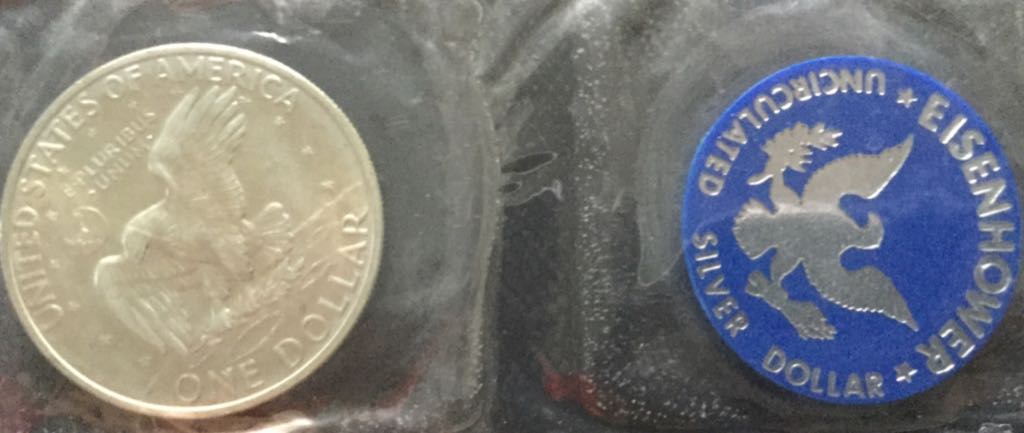 UNITED STATES OF AMERICA
E PLURIBUS
UNUM
ONE DOLLAR
EISENHOWER
UNCIRCULATED SILVER DOLLAR